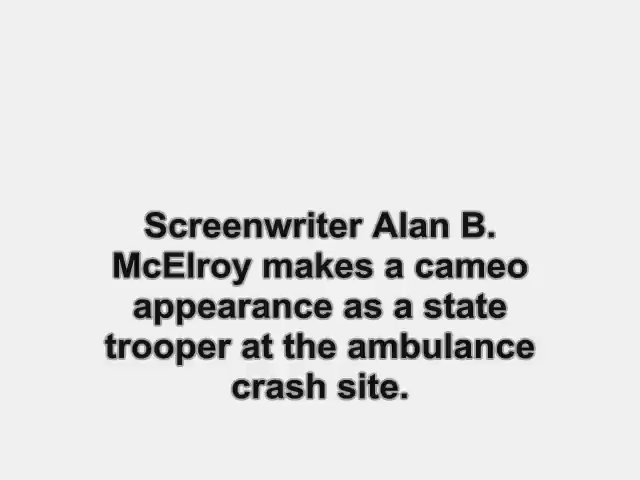 Screenwriter Alan B.
McElroy makes a cameo
appearance as a state
trooper at the ambulance
crash site.